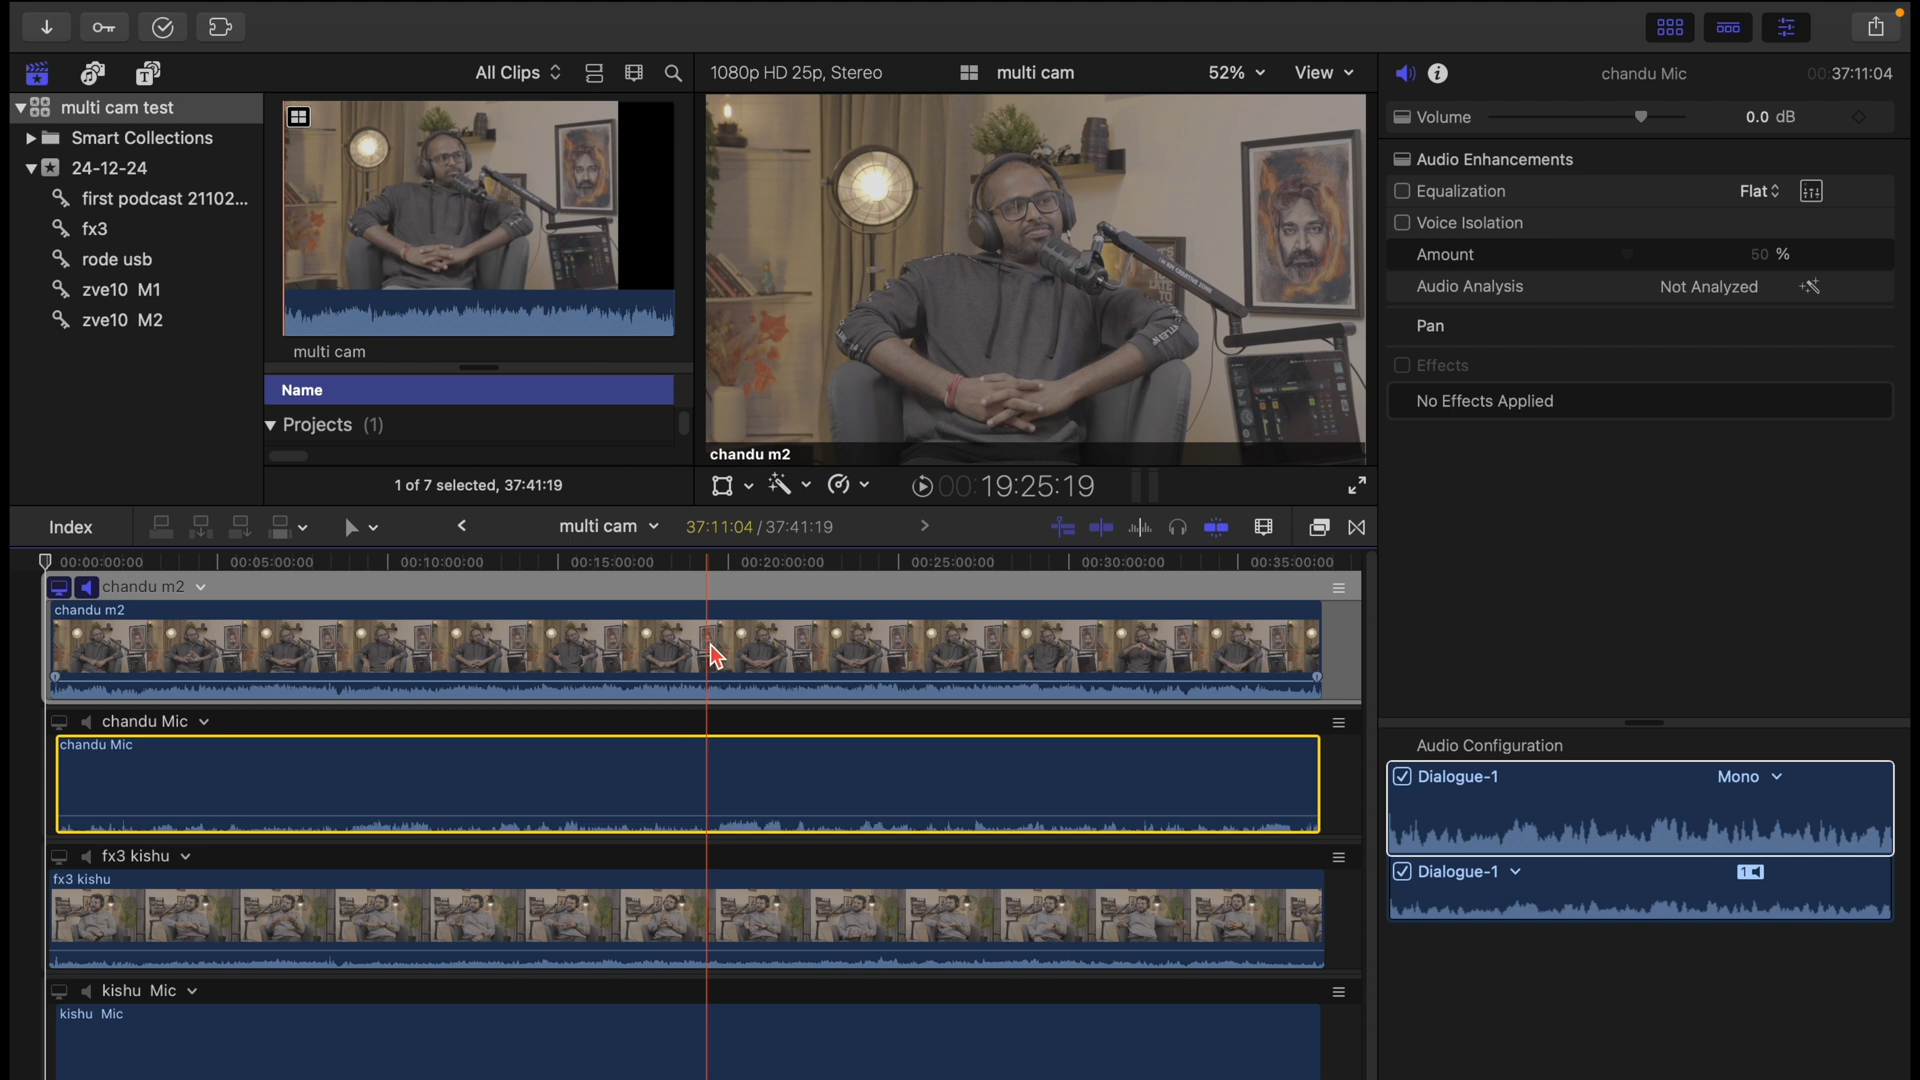 All Clips
1080p HD 25p, Stereo
multi cam
52%
View
chandu Mic
00:37:11:04
multi cam test
Smart Collections
24-12-24
first podcast 21102...
fx3
rode usb
zve10 M1
zve10 M2
multi cam
Name
Projects (1)
1 of 7 selected, 37:41:19
chandu m2
00:19:25:19
Volume
0.0 dB
Audio Enhancements
Equalization
Flat
Voice Isolation
Amount
50 %
Audio Analysis
Not Analyzed
Pan
Effects
No Effects Applied
Index
multi cam
37:11:04 / 37:41:19
00:00:00:00
00:05:00:00
00:10:00:00
00:15:00:00
00:20:00:00
00:25:00:00
00:30:00:00
00:35:00:00
chandu m2
chandu m2
chandu Mic
chandu Mic
fx3 kishu
fx3 kishu
kishu Mic
kishu Mic
Audio Configuration
Dialogue-1
Mono
Dialogue-1
1